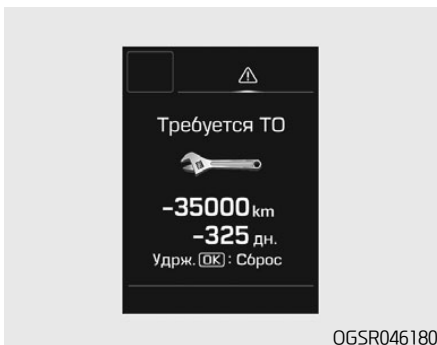 Требуется ТО
-35000 km
-325 дн.
Удрж. OK : Сброс
OGSR046180